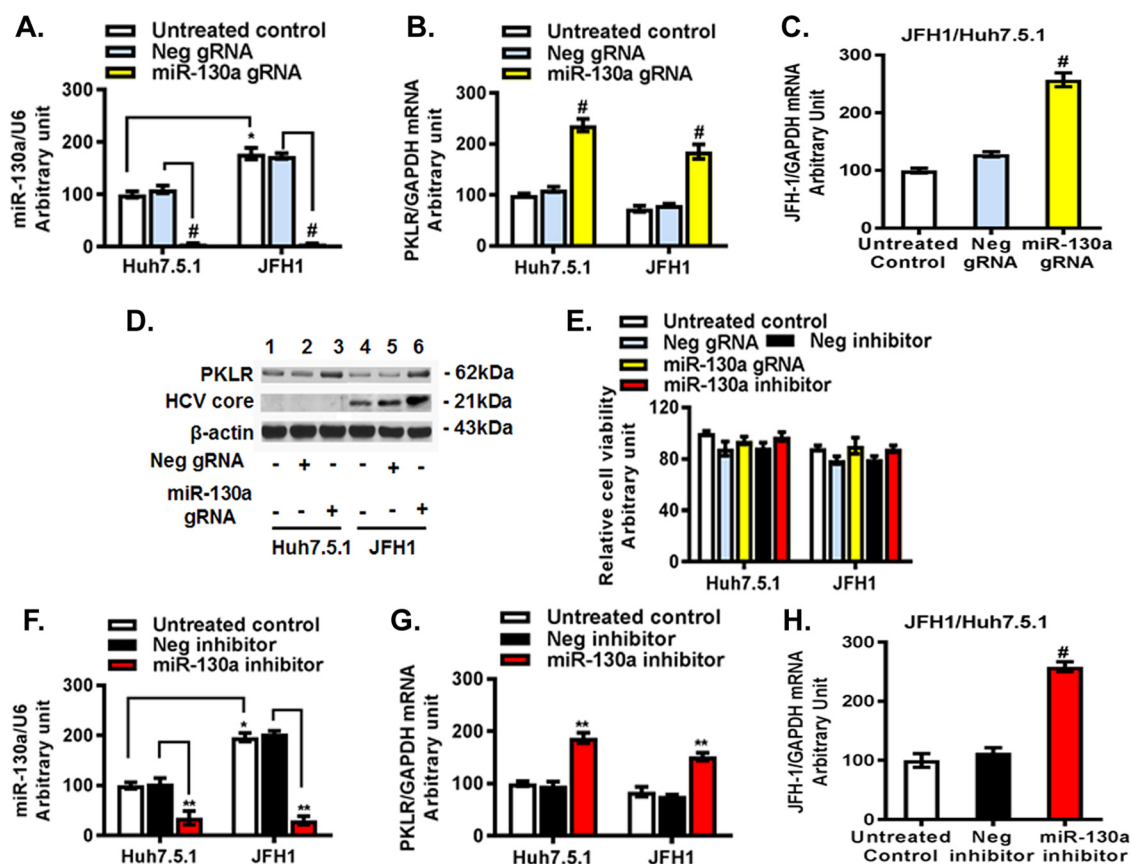 A.
Untreated control
Neg gRNA
miR-130a gRNA
miR-130a/U6
Arbitrary unit
300
200
100
0
*
#
#
Huh7.5.1
JFH1
B.
Untreated control
Neg gRNA
miR-130a gRNA
PKLR/GAPDH mRNA
Arbitrary unit
300
200
100
0
#
#
Huh7.5.1
JFH1
C.
JFH1/Huh7.5.1
JFH-1/GAPDH mRNA
Arbitrary Unit
300
200
100
0
#
Untreated Control
Neg gRNA
miR-130a gRNA
D.
1 2 3 4 5 6
PKLR - 62kDa
HCV core - 21kDa
β-actin - 43kDa
Neg gRNA - + - - + -
miR-130a gRNA - - + - - +
Huh7.5.1 JFH1
E.
Untreated control
Neg gRNA
Neg inhibitor
miR-130a gRNA
miR-130a inhibitor
Relative cell viability
Arbitrary unit
120
80
40
0
Huh7.5.1
JFH1
F.
Untreated control
Neg inhibitor
miR-130a inhibitor
miR-130a/U6
Arbitrary unit
300
200
100
0
*
**
**
Huh7.5.1
JFH1
G.
Untreated control
Neg inhibitor
miR-130a inhibitor
PKLR/GAPDH mRNA
Arbitrary unit
300
200
100
0
**
**
Huh7.5.1
JFH1
H.
JFH1/Huh7.5.1
JFH-1/GAPDH mRNA
Arbitrary Unit
300
200
100
0
#
Untreated Control
Neg inhibitor
miR-130a inhibitor